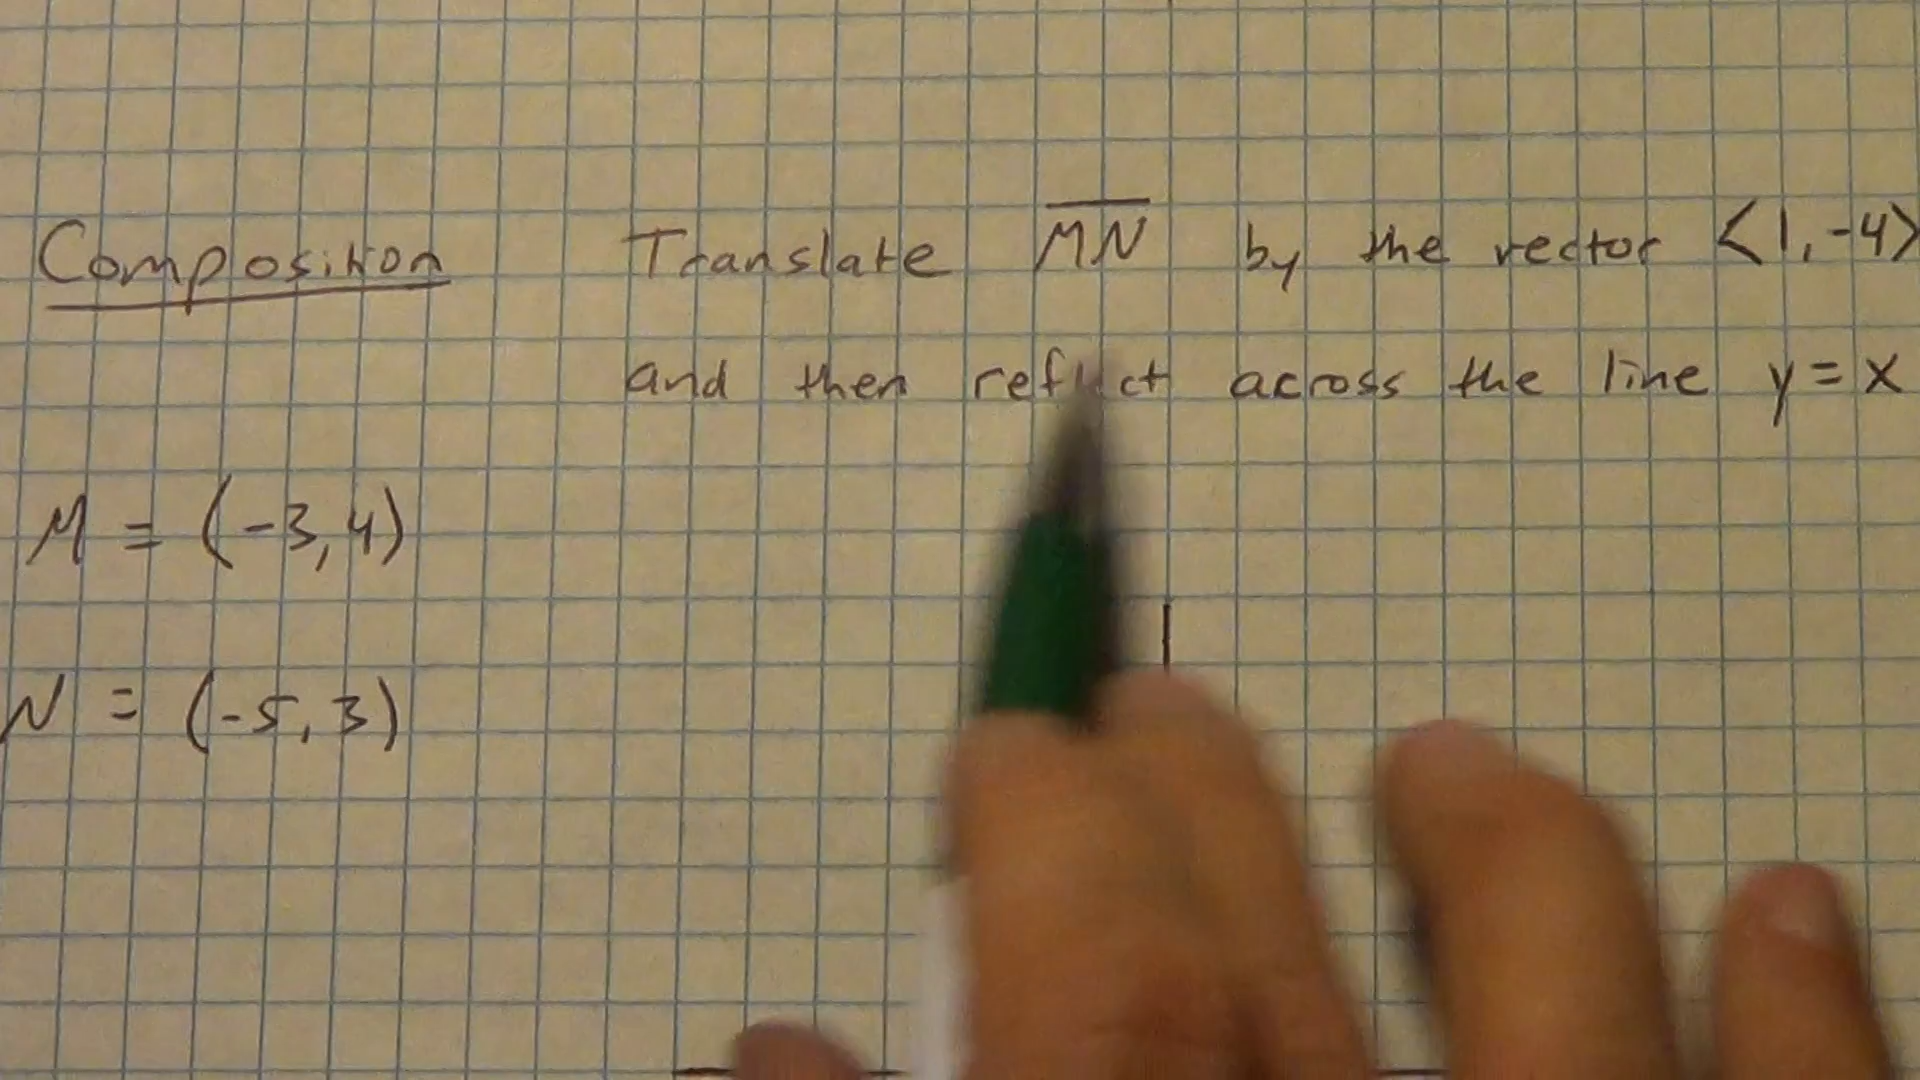 Composition
Translate MN by the vector <1,-4>
and then reflect across the line y=x
M = (-3,4)
N = (-5,3)